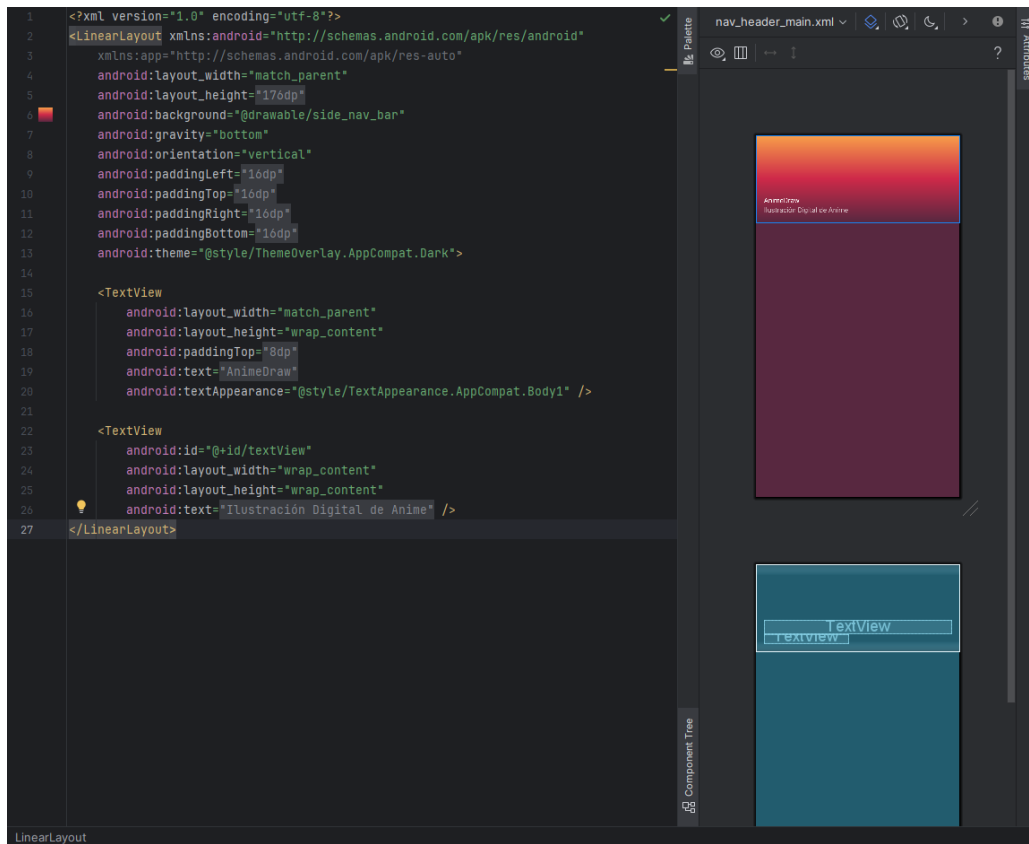 1 <?xml version="1.0" encoding="utf-8"?>
2 <LinearLayout xmlns:android="http://schemas.android.com/apk/res/android"
3 xmlns:app="http://schemas.android.com/apk/res-auto"
4 android:layout_width="match_parent"
5 android:layout_height="176dp"
6 android:background="@drawable/side_nav_bar"
7 android:gravity="bottom"
8 android:orientation="vertical"
9 android:paddingLeft="16dp"
10 android:paddingTop="16dp"
11 android:paddingRight="16dp"
12 android:paddingBottom="16dp"
13 android:theme="@style/ThemeOverlay.AppCompat.Dark">
14
15 <TextView
16 android:layout_width="match_parent"
17 android:layout_height="wrap_content"
18 android:paddingTop="8dp"
19 android:text="AnimeDraw"
20 android:textAppearance="@style/TextAppearance.AppCompat.Body1" />
21
22 <TextView
23 android:id="@+id/textView"
24 android:layout_width="wrap_content"
25 android:layout_height="wrap_content"
26 android:text="Ilustración Digital de Anime" />
27 </LinearLayout>
LinearLayout
Palette
Component Tree
nav_header_main.xml
?
Attributes
AnimeDraw
Ilustración Digital de Anime
TextView
TextView